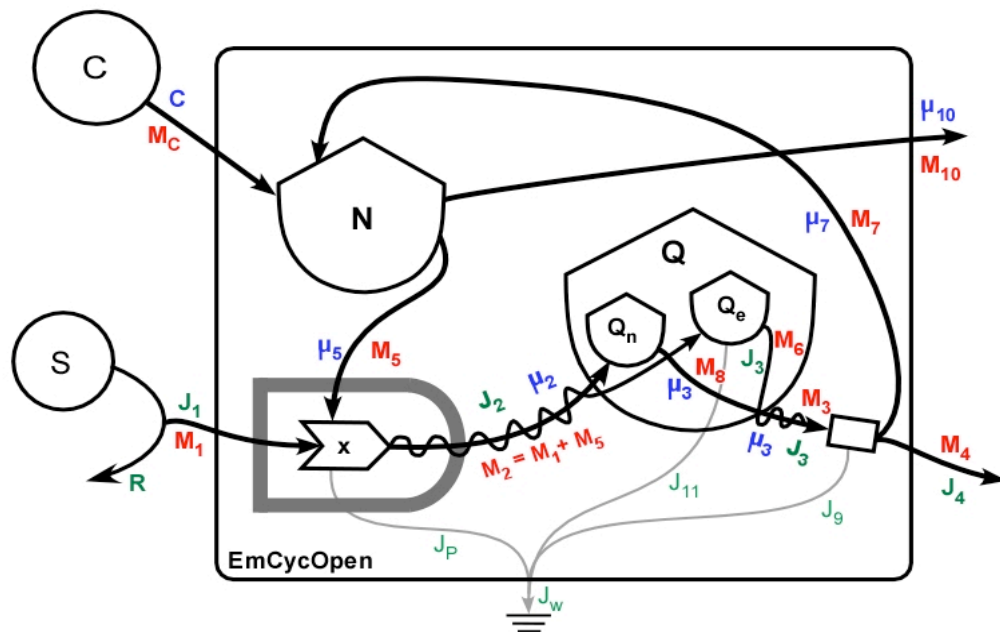 C
C
M_C
μ_10
M_10
N
μ_7
M_7
Q
Q_n
Q_e
S
μ_5
M_5
M_6
J_3
M_8
μ_3
μ_2
J_2
J_1
M_1
M_3
R
x
M_2 = M_1 + M_5
μ_3
J_3
M_4
J_4
J_11
J_9
J_P
EmCycOpen
J_w